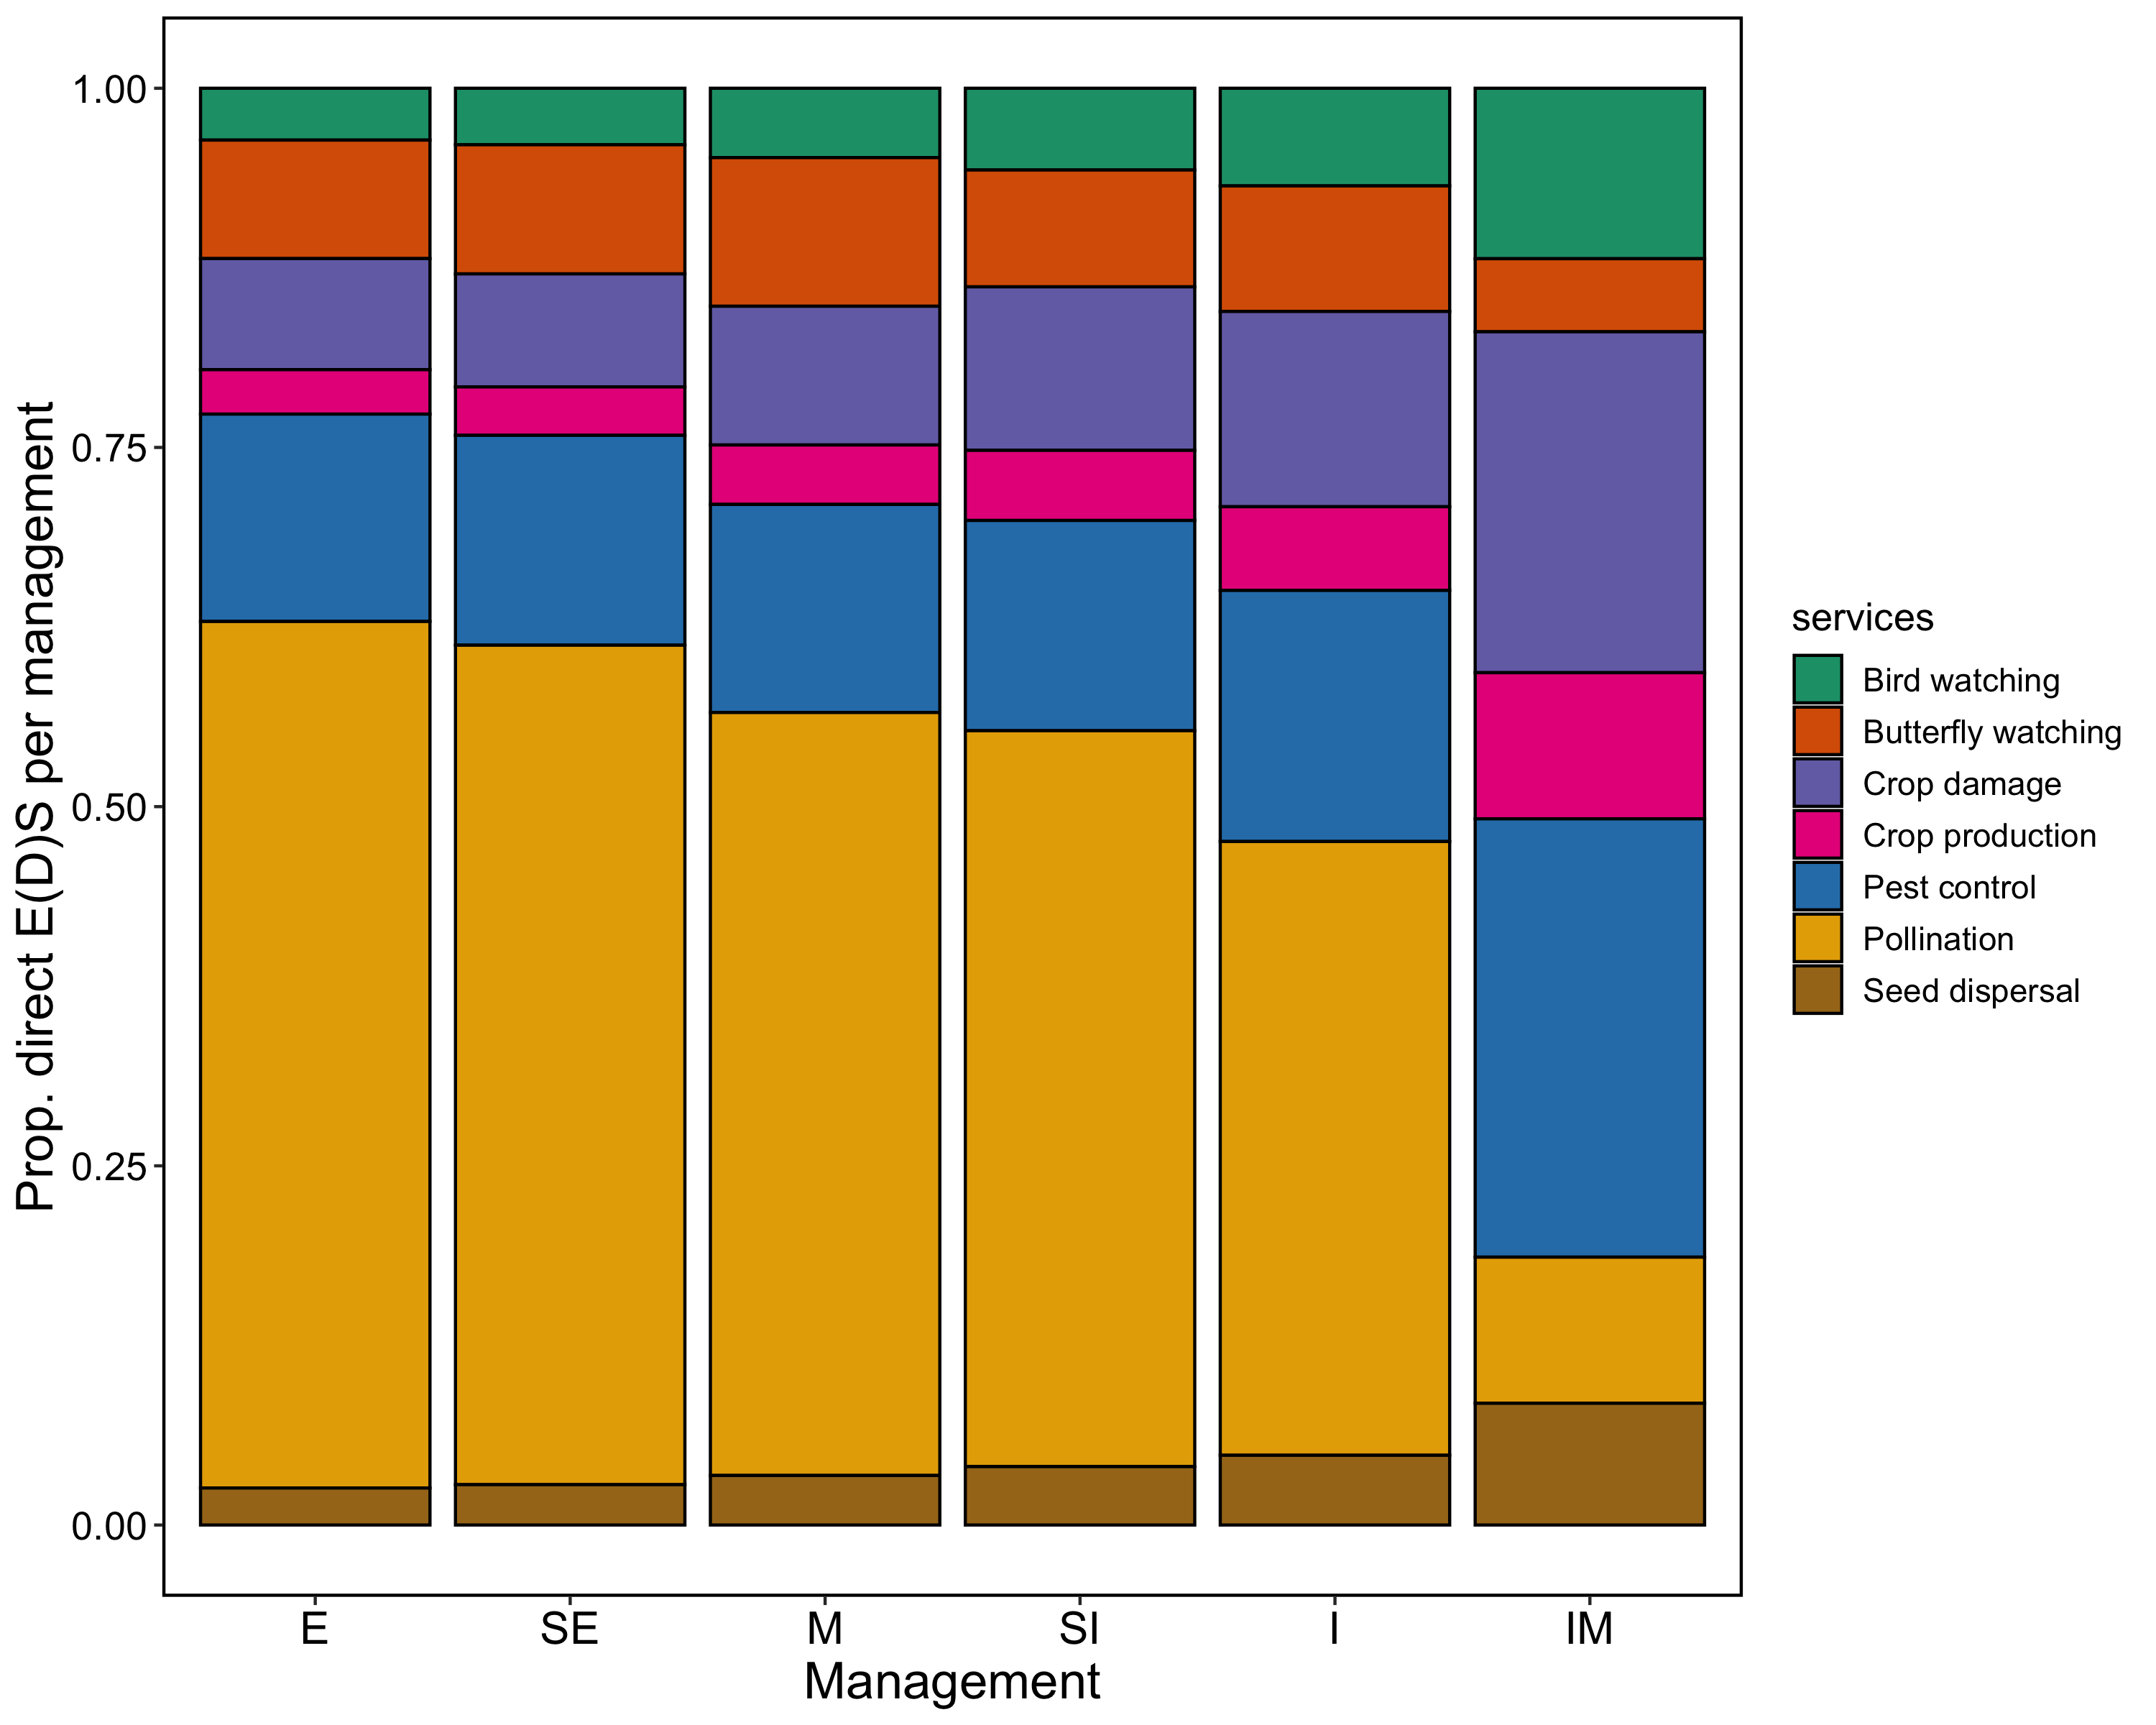 Prop. direct E(D)S per management
1.00
0.75
0.50
0.25
0.00
E SE M SI I IM
Management
services
Bird watching
Butterfly watching
Crop damage
Crop production
Pest control
Pollination
Seed dispersal